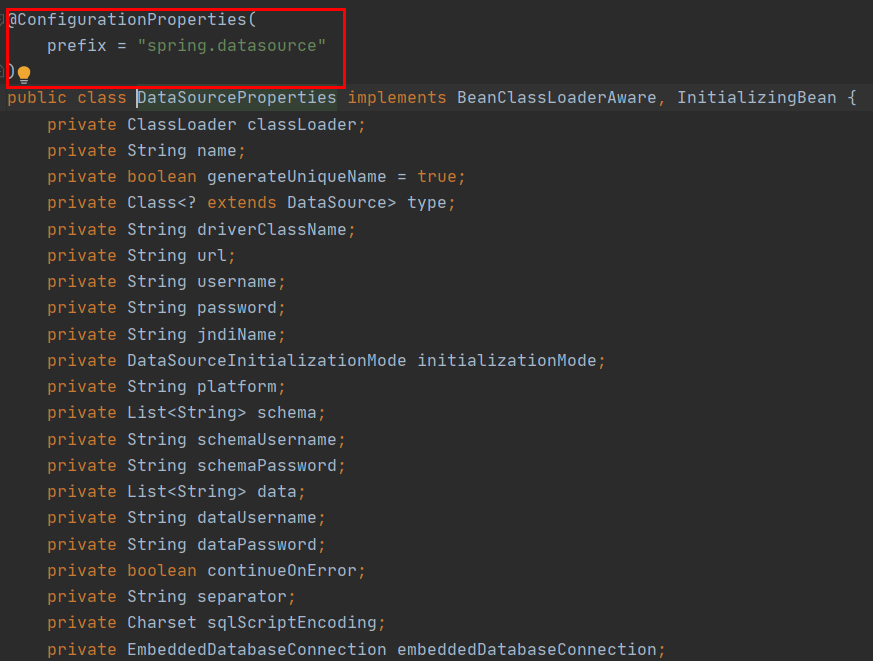 @ConfigurationProperties(
    prefix = "spring.datasource"
)
public class DataSourceProperties implements BeanClassLoaderAware, InitializingBean {
    private ClassLoader classLoader;
    private String name;
    private boolean generateUniqueName = true;
    private Class<? extends DataSource> type;
    private String driverClassName;
    private String url;
    private String username;
    private String password;
    private String jndiName;
    private DataSourceInitializationMode initializationMode;
    private String platform;
    private List<String> schema;
    private String schemaUsername;
    private String schemaPassword;
    private List<String> data;
    private String dataUsername;
    private String dataPassword;
    private boolean continueOnError;
    private String separator;
    private Charset sqlScriptEncoding;
    private EmbeddedDatabaseConnection embeddedDatabaseConnection;